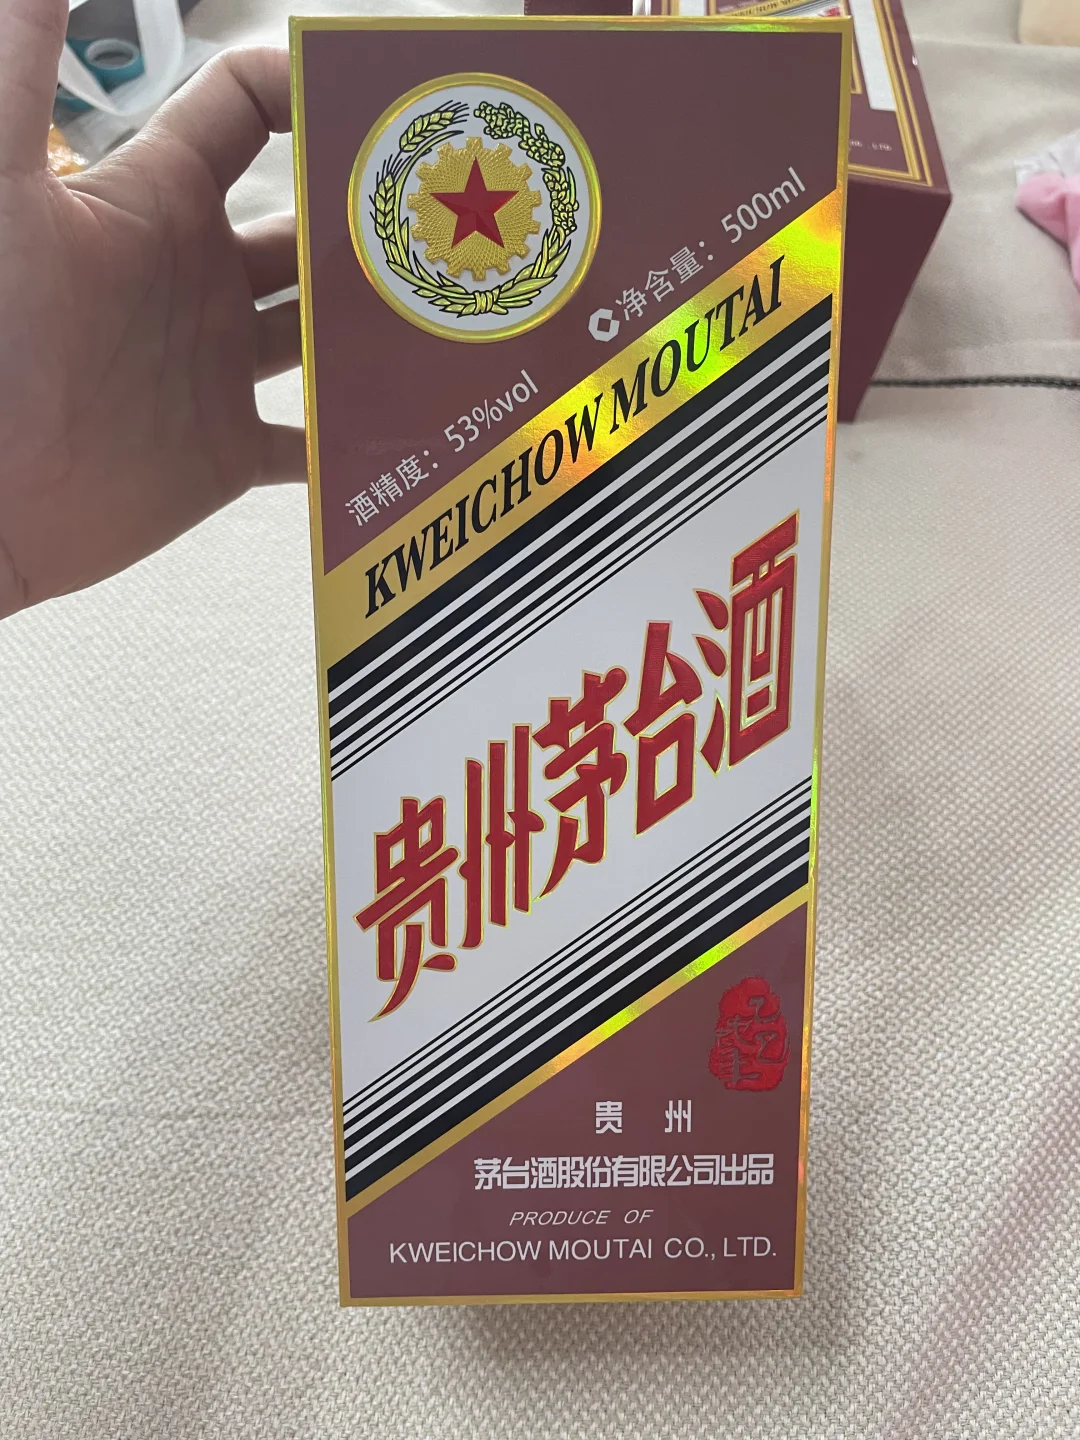 净含量：500ml
酒精度：53%vol
KWEICHOW MOUTAI
贵州茅台酒
贵 州
茅台酒股份有限公司出品
PRODUCE OF
KWEICHOW MOUTAI CO., LTD.